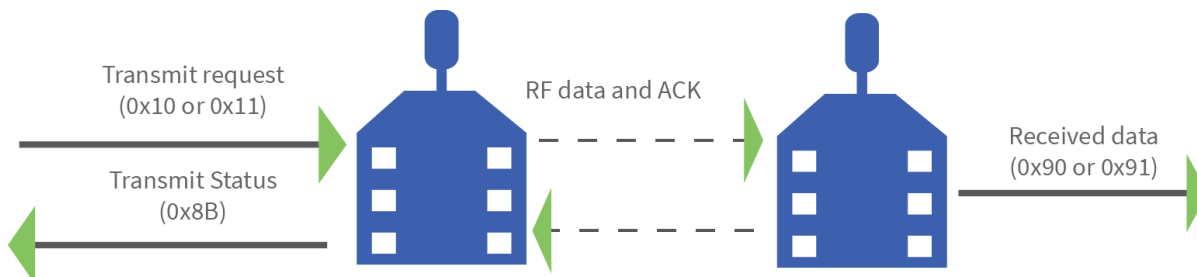 Transmit request
(0x10 or 0x11)
Transmit Status
(0x8B)
RF data and ACK
Received data
(0x90 or 0x91)